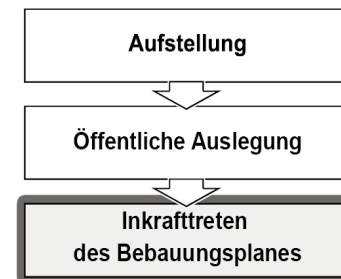 Aufstellung
Öffentliche Auslegung
Inkrafttreten
des Bebauungsplanes